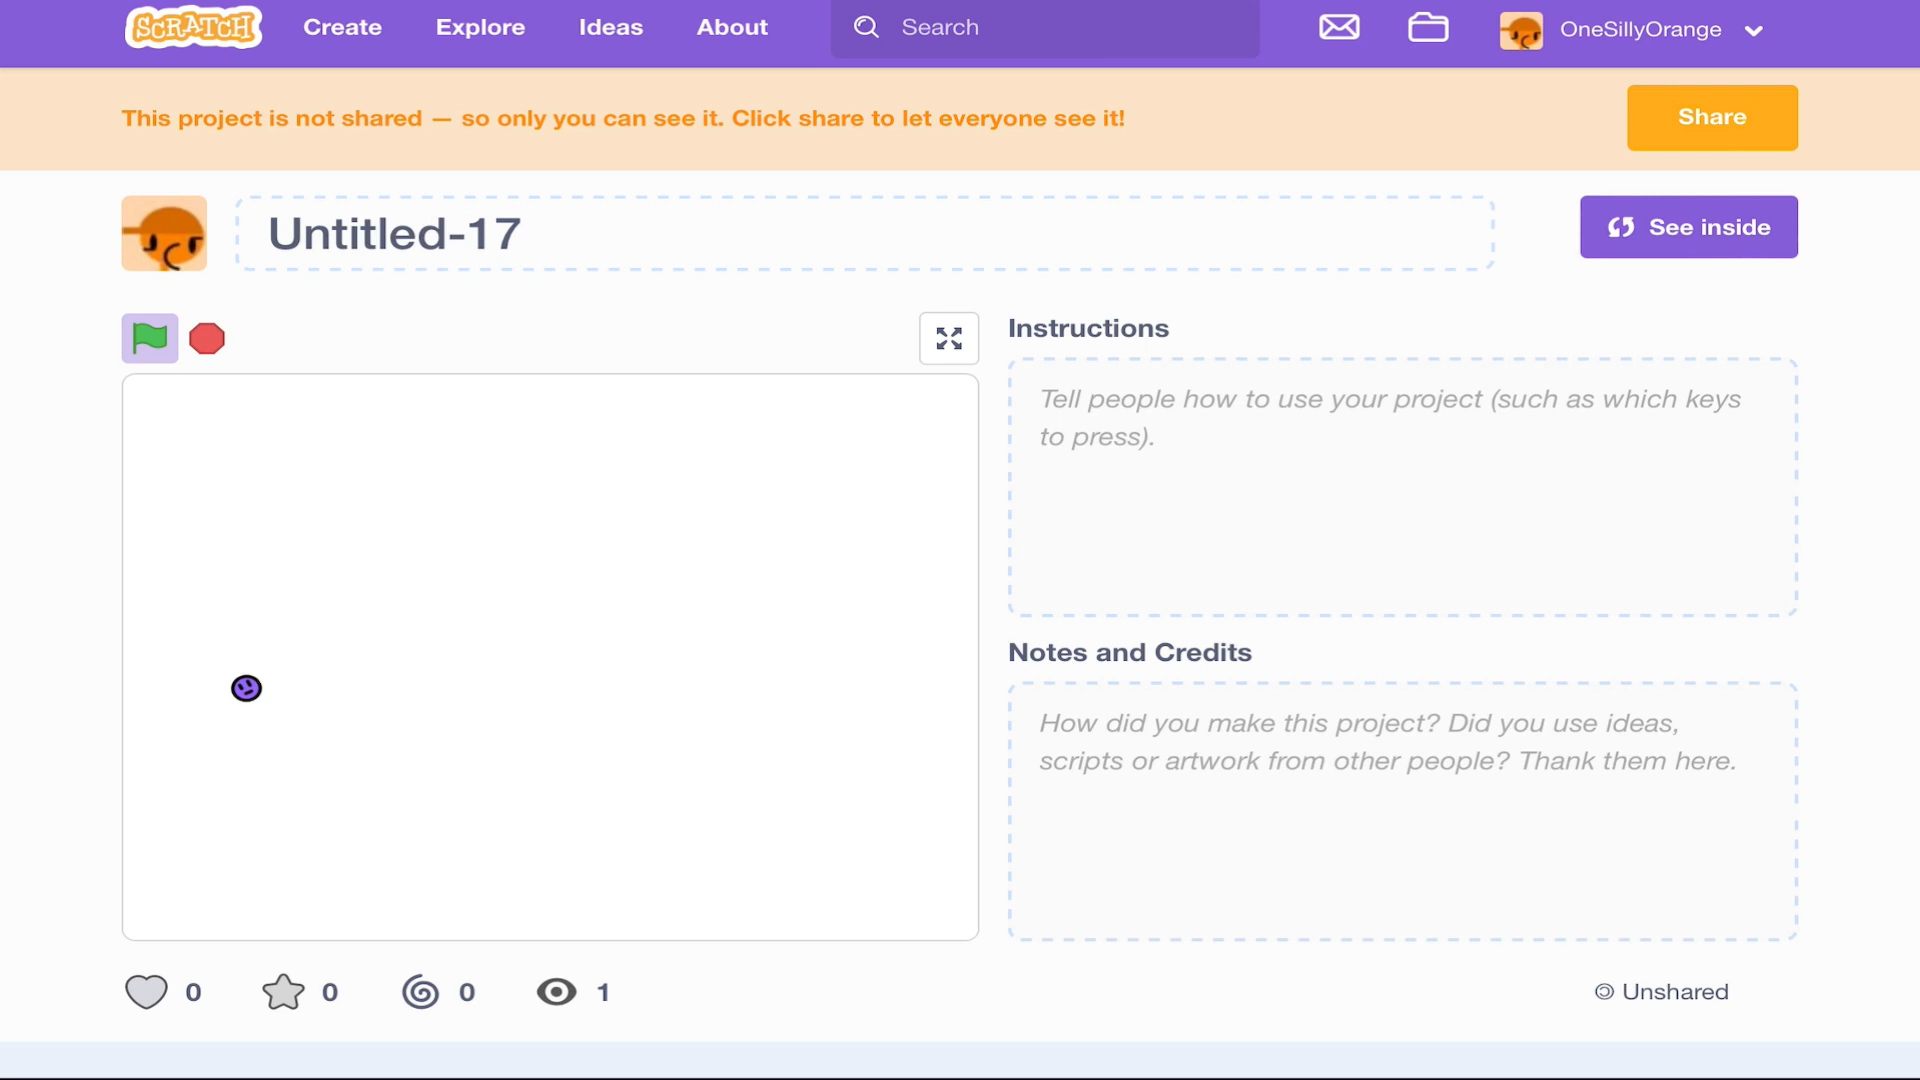 SCRATCH Create Explore Ideas About Search OneSillyOrange
This project is not shared — so only you can see it. Click share to let everyone see it! Share
Untitled-17 See inside
Instructions
Tell people how to use your project (such as which keys
to press).
Notes and Credits
How did you make this project? Did you use ideas,
scripts or artwork from other people? Thank them here.
0 0 0 1 Unshared